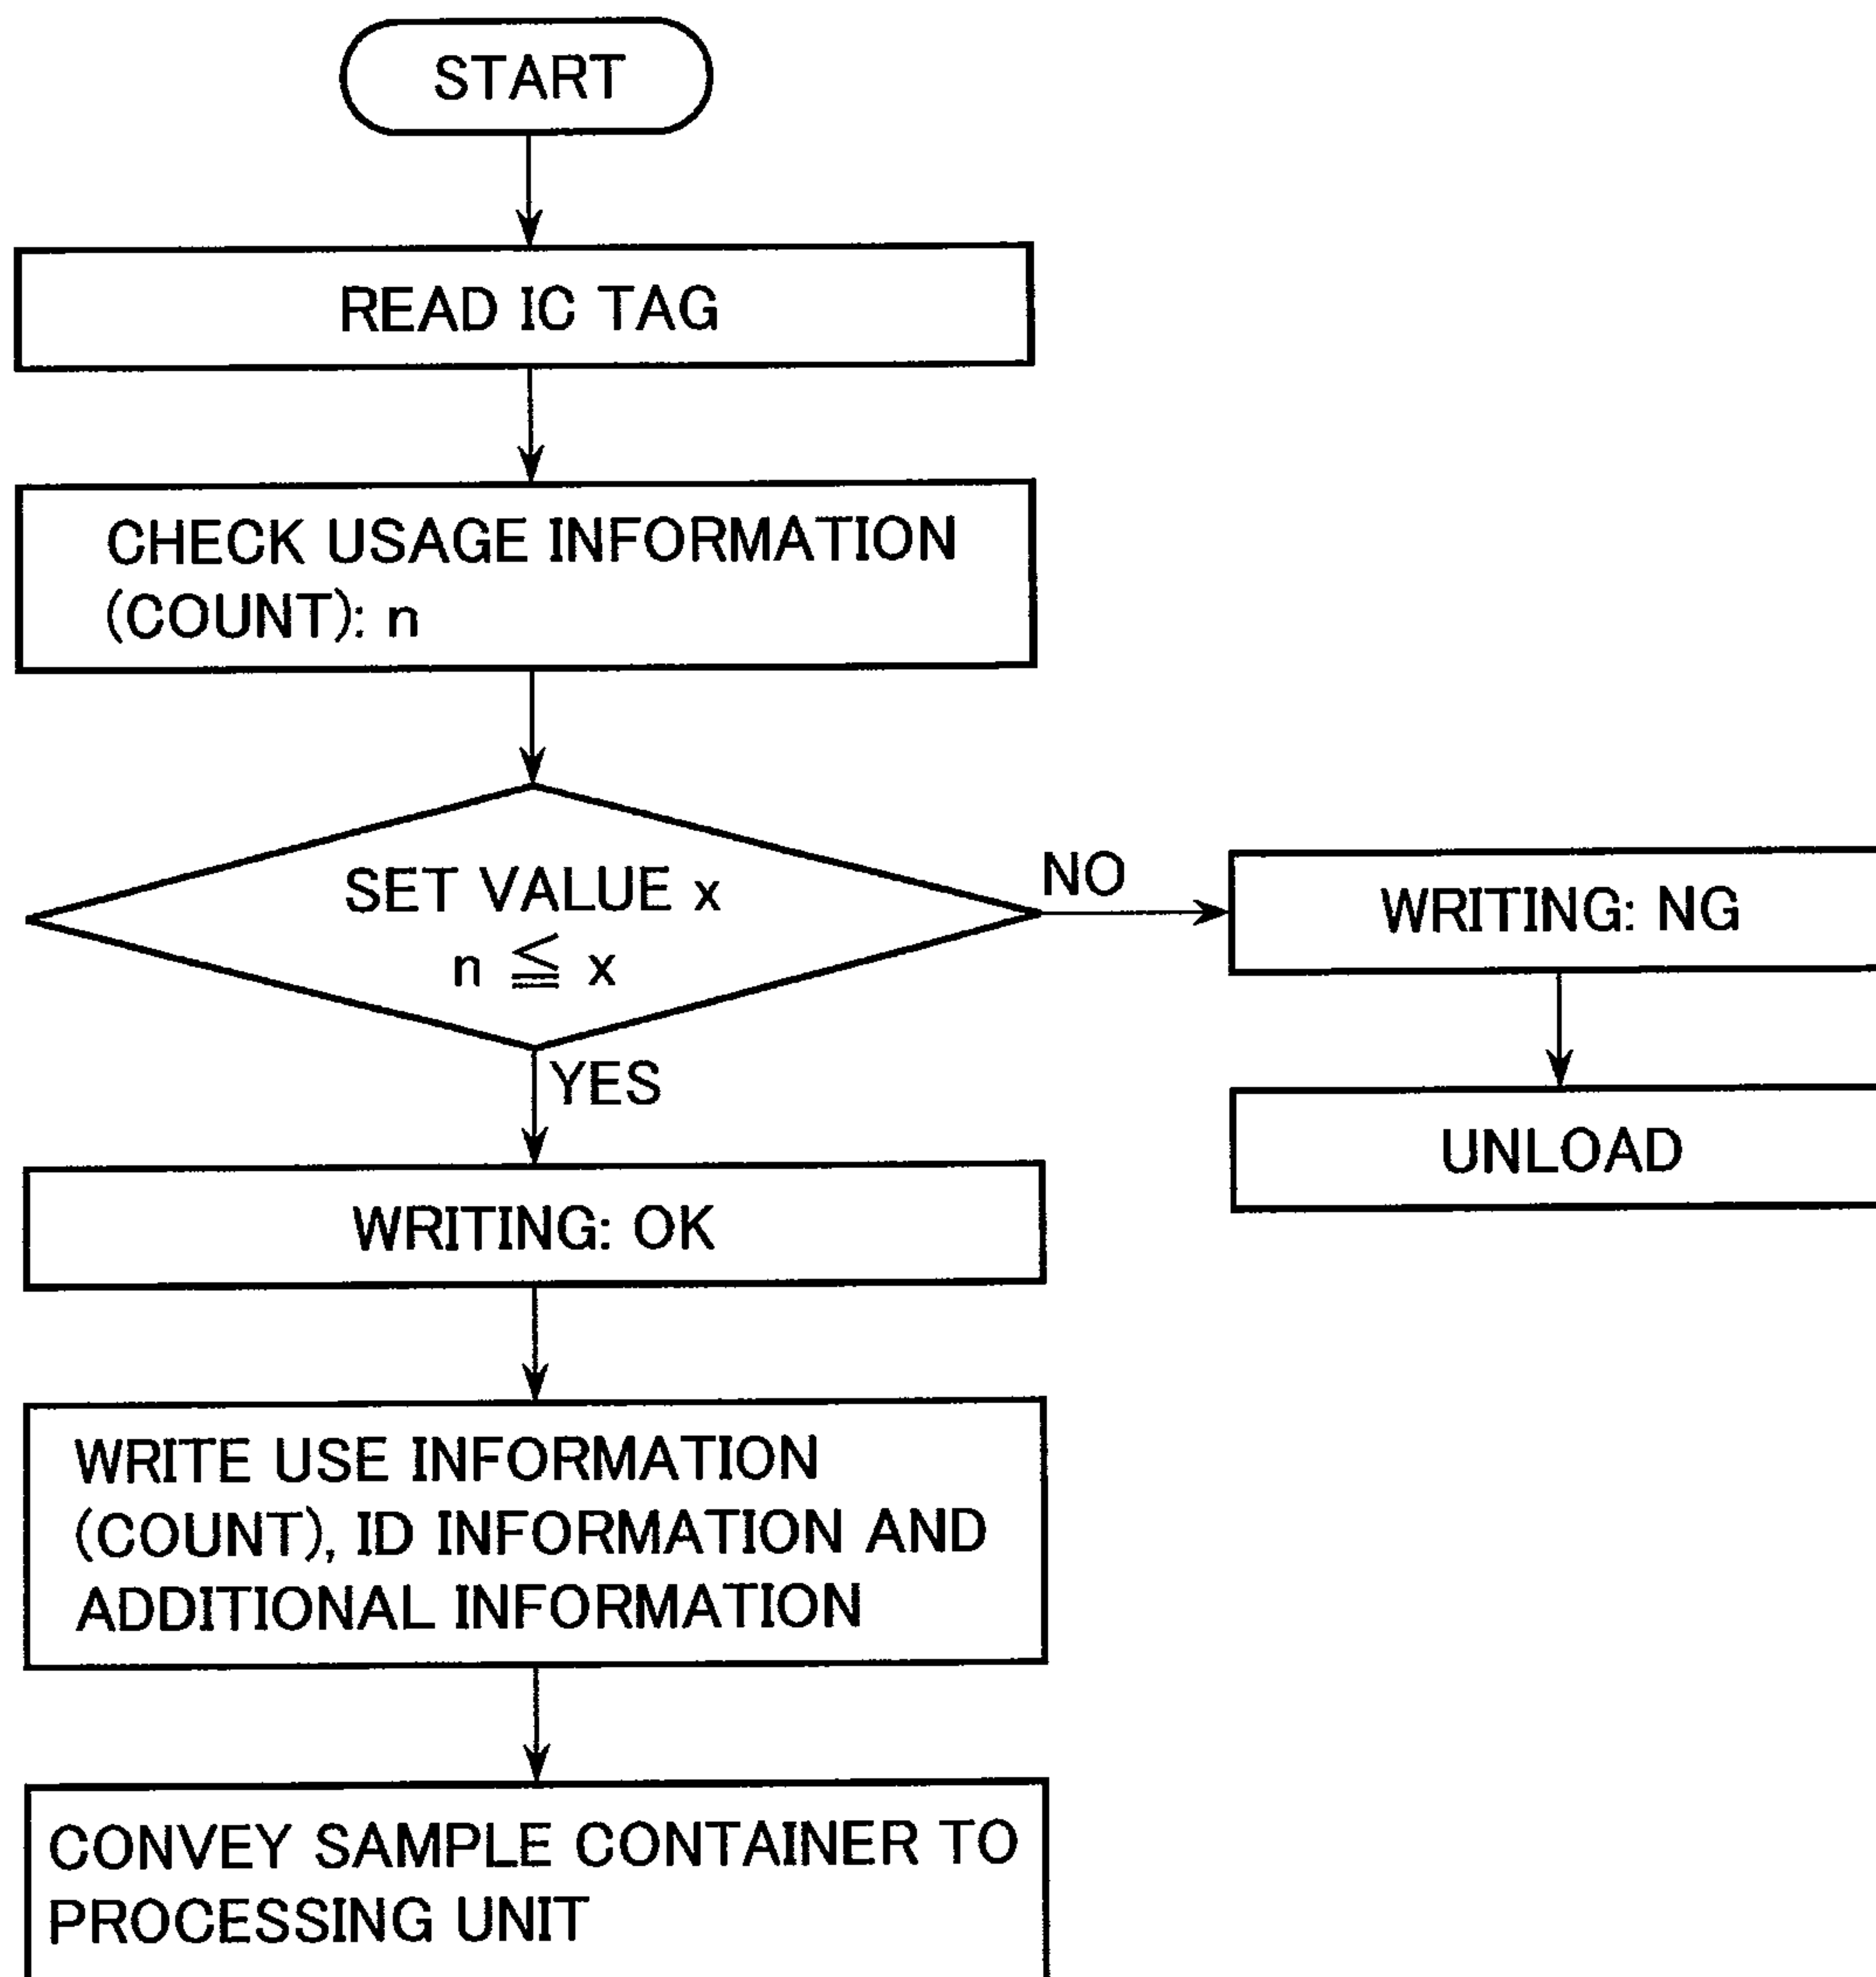 START
READ IC TAG
CHECK USAGE INFORMATION
(COUNT): n
SET VALUE x
n ≦ x
NO
WRITING: NG
UNLOAD
YES
WRITING: OK
WRITE USE INFORMATION
(COUNT), ID INFORMATION AND
ADDITIONAL INFORMATION
CONVEY SAMPLE CONTAINER TO
PROCESSING UNIT